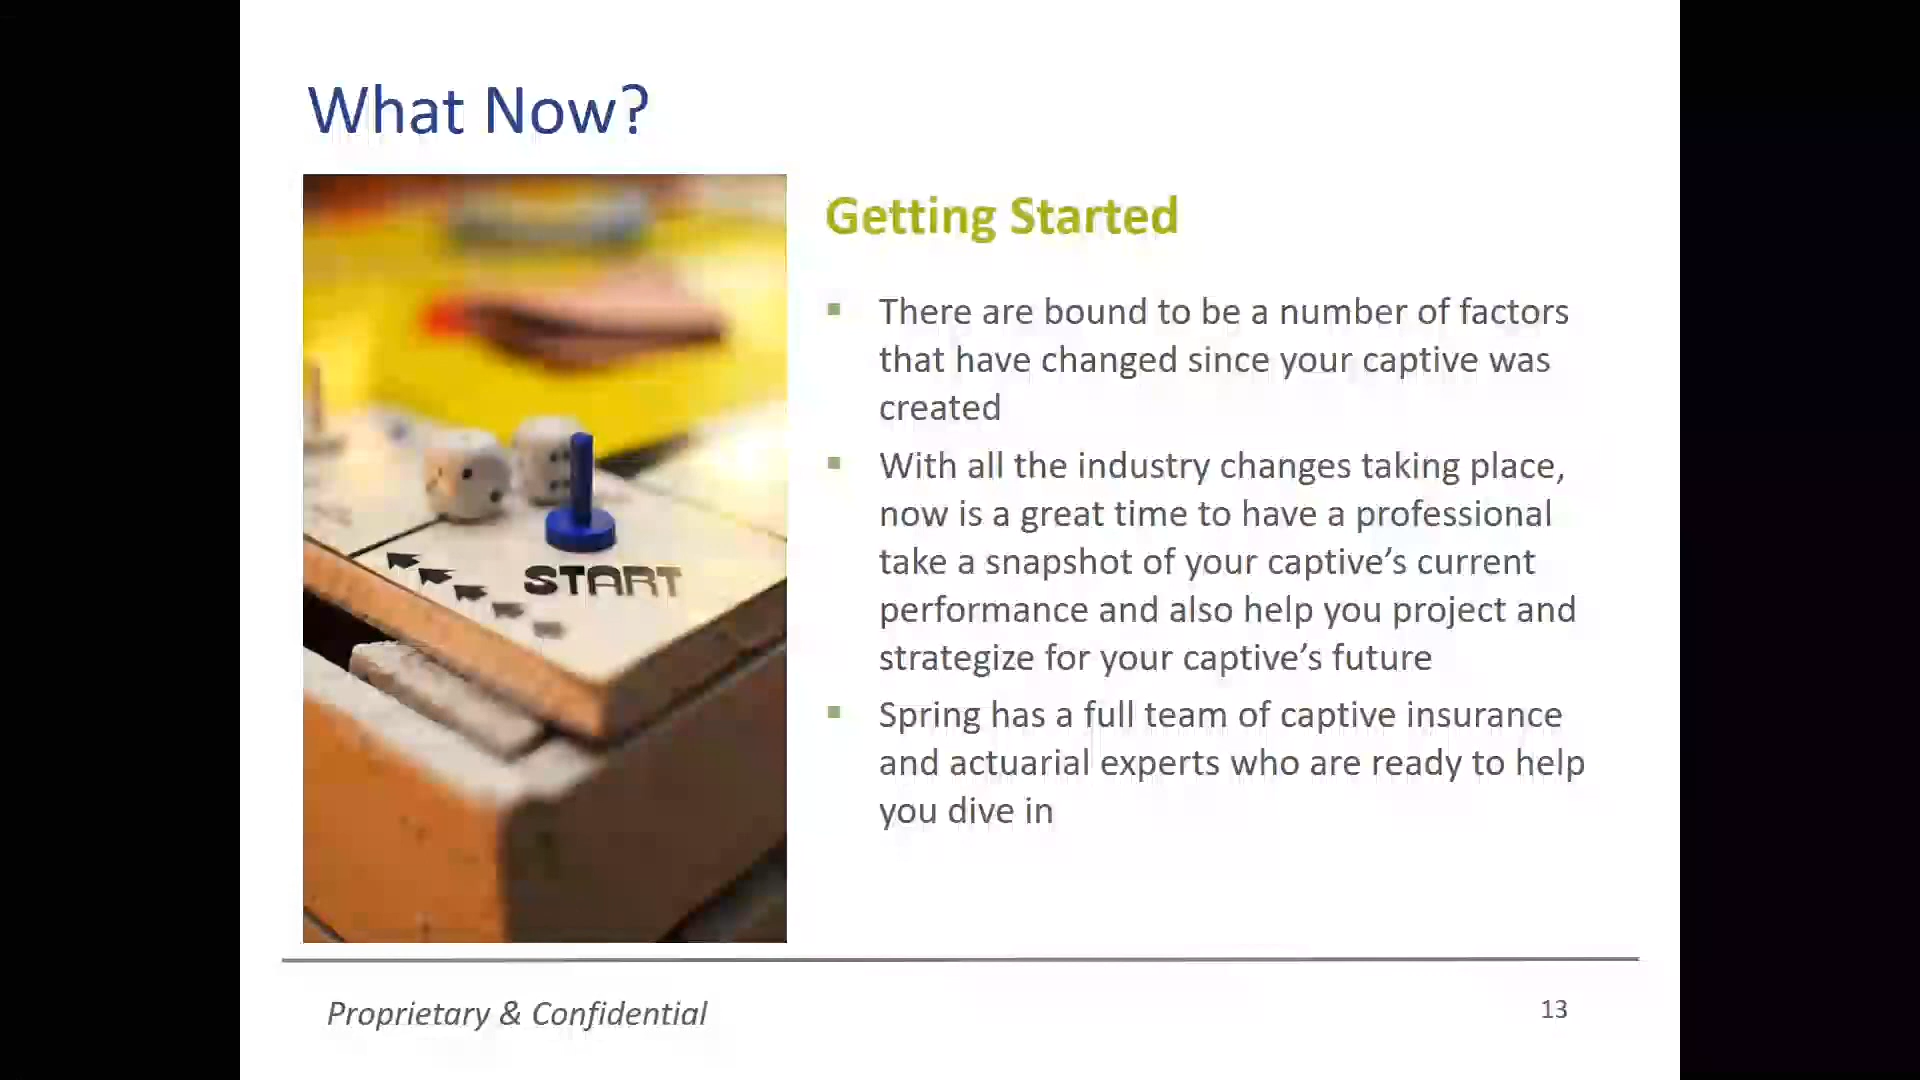 What Now?
START
Getting Started
There are bound to be a number of factors
that have changed since your captive was
created
With all the industry changes taking place,
now is a great time to have a professional
take a snapshot of your captive’s current
performance and also help you project and
strategize for your captive’s future
Spring has a full team of captive insurance
and actuarial experts who are ready to help
you dive in
Proprietary & Confidential
13